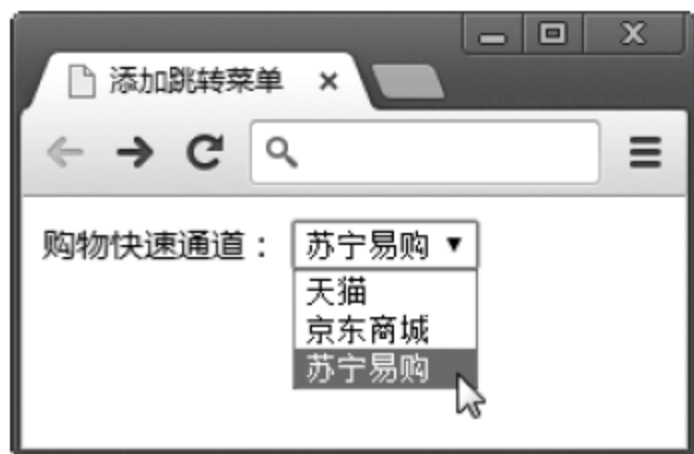 添加跳转菜单
购物快速通道： 苏宁易购
天猫
京东商城
苏宁易购